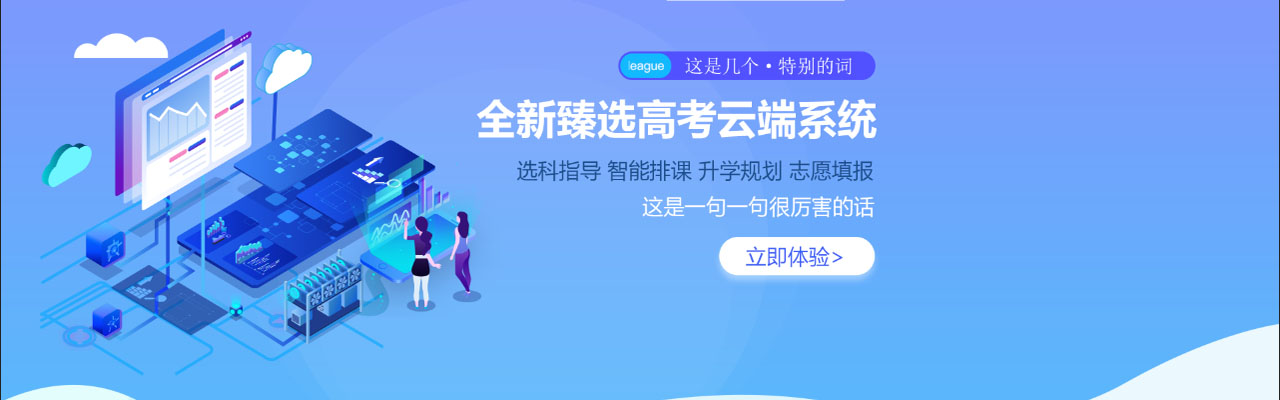 league 这是几个·特别的词
全新臻选高考云端系统
选科指导 智能排课 升学规划 志愿填报
这是一句一句很厉害的话
立即体验>